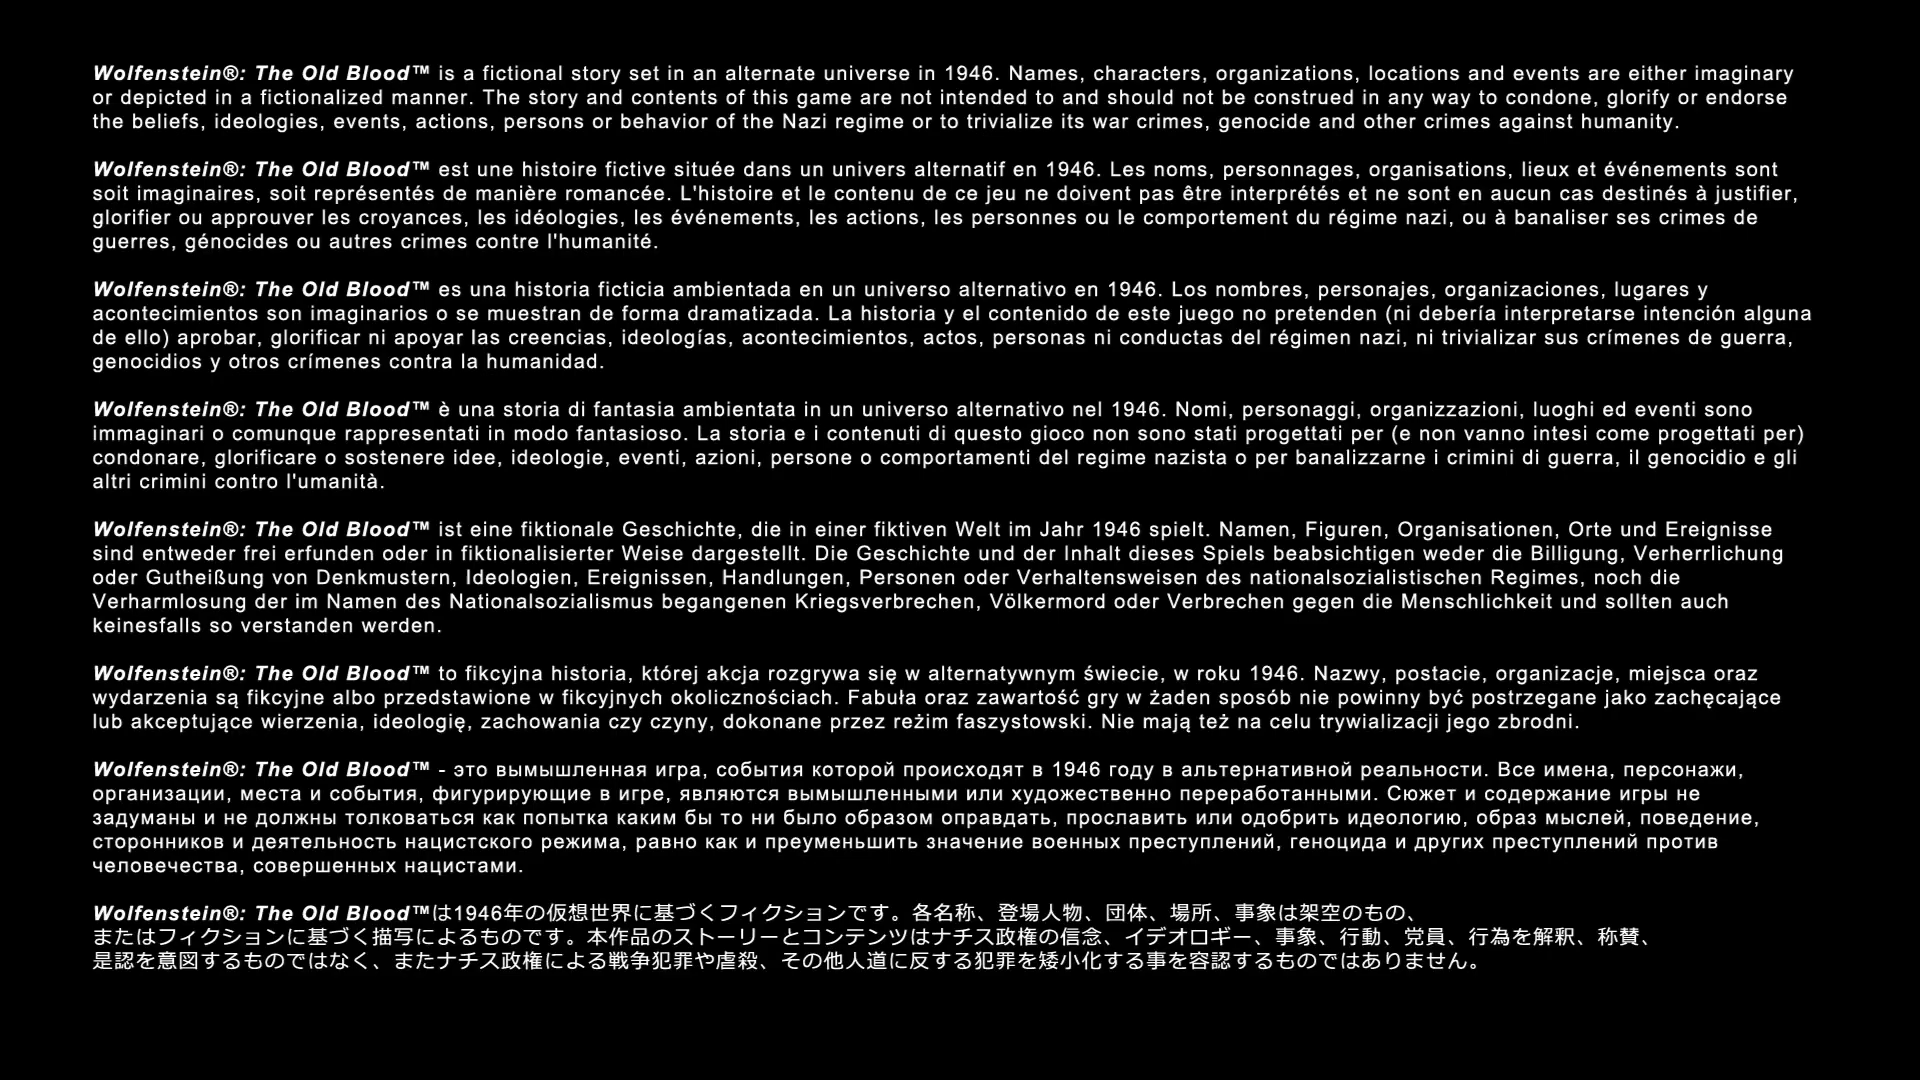 Wolfenstein®: The Old Blood™ is a fictional story set in an alternate universe in 1946. Names, characters, organizations, locations and events are either imaginary
or depicted in a fictionalized manner. The story and contents of this game are not intended to and should not be construed in any way to condone, glorify or endorse
the beliefs, ideologies, events, actions, persons or behavior of the Nazi regime or to trivialize its war crimes, genocide and other crimes against humanity.
Wolfenstein®: The Old Blood™ est une histoire fictive située dans un univers alternatif en 1946. Les noms, personnages, organisations, lieux et événements sont
soit imaginaires, soit représentés de manière romancée. L'histoire et le contenu de ce jeu ne doivent pas être interprétés et ne sont en aucun cas destinés à justifier,
glorifier ou approuver les croyances, les idéologies, les événements, les actions, les personnes ou le comportement du régime nazi, ou à banaliser ses crimes de
guerres, génocides ou autres crimes contre l'humanité.
Wolfenstein®: The Old Blood™ es una historia ficticia ambientada en un universo alternativo en 1946. Los nombres, personajes, organizaciones, lugares y
acontecimientos son imaginarios o se muestran de forma dramatizada. La historia y el contenido de este juego no pretenden (ni debería interpretarse intención alguna
de ello) aprobar, glorificar ni apoyar las creencias, ideologías, acontecimientos, actos, personas ni conductas del régimen nazi, ni trivializar sus crímenes de guerra,
genocidios y otros crímenes contra la humanidad.
Wolfenstein®: The Old Blood™ è una storia di fantasia ambientata in un universo alternativo nel 1946. Nomi, personaggi, organizzazioni, luoghi ed eventi sono
immaginari o comunque rappresentati in modo fantasioso. La storia e i contenuti di questo gioco non sono stati progettati per (e non vanno intesi come progettati per)
condonare, glorificare o sostenere idee, ideologie, eventi, azioni, persone o comportamenti del regime nazista o per banalizzarne i crimini di guerra, il genocidio e gli
altri crimini contro l'umanità.
Wolfenstein®: The Old Blood™ ist eine fiktionale Geschichte, die in einer fiktiven Welt im Jahr 1946 spielt. Namen, Figuren, Organisationen, Orte und Ereignisse
sind entweder frei erfunden oder in fiktionalisierter Weise dargestellt. Die Geschichte und der Inhalt dieses Spiels beabsichtigen weder die Billigung, Verherrlichung
oder Gutheißung von Denkmustern, Ideologien, Ereignissen, Handlungen, Personen oder Verhaltensweisen des nationalsozialistischen Regimes, noch die
Verharmlosung der im Namen des Nationalsozialismus begangenen Kriegsverbrechen, Völkermord oder Verbrechen gegen die Menschlichkeit und sollten auch
keinesfalls so verstanden werden.
Wolfenstein®: The Old Blood™ to fikcyjna historia, której akcja rozgrywa się w alternatywnym świecie, w roku 1946. Nazwy, postacie, organizacje, miejsca oraz
wydarzenia są fikcyjne albo przedstawione w fikcyjnych okolicznościach. Fabuła oraz zawartość gry w żaden sposób nie powinny być postrzegane jako zachęcające
lub akceptujące wierzenia, ideologię, zachowania czy czyny, dokonane przez reżim faszystowski. Nie mają też na celu trywializacji jego zbrodni.
Wolfenstein®: The Old Blood™ - это вымышленная игра, события которой происходят в 1946 году в альтернативной реальности. Все имена, персонажи,
организации, места и события, фигурирующие в игре, являются вымышленными или художественно переработанными. Сюжет и содержание игры не
задуманы и не должны толковаться как попытка каким бы то ни было образом оправдать, прославить или одобрить идеологию, образ мыслей, поведение,
сторонников и деятельность нацистского режима, равно как и преуменьшить значение военных преступлений, геноцида и других преступлений против
человечества, совершенных нацистами.
Wolfenstein®: The Old Blood™は1946年の仮想世界に基づくフィクションです。各名称、登場人物、団体、場所、事象は架空のもの、
またはフィクションに基づく描写によるものです。本作品のストーリーとコンテンツはナチス政権の信念、イデオロギー、事象、行動、党員、行為を解釈、称賛、
是認を意図するものではなく、またナチス政権による戦争犯罪や虐殺、その他人道に反する犯罪を矮小化する事を容認するものではありません。